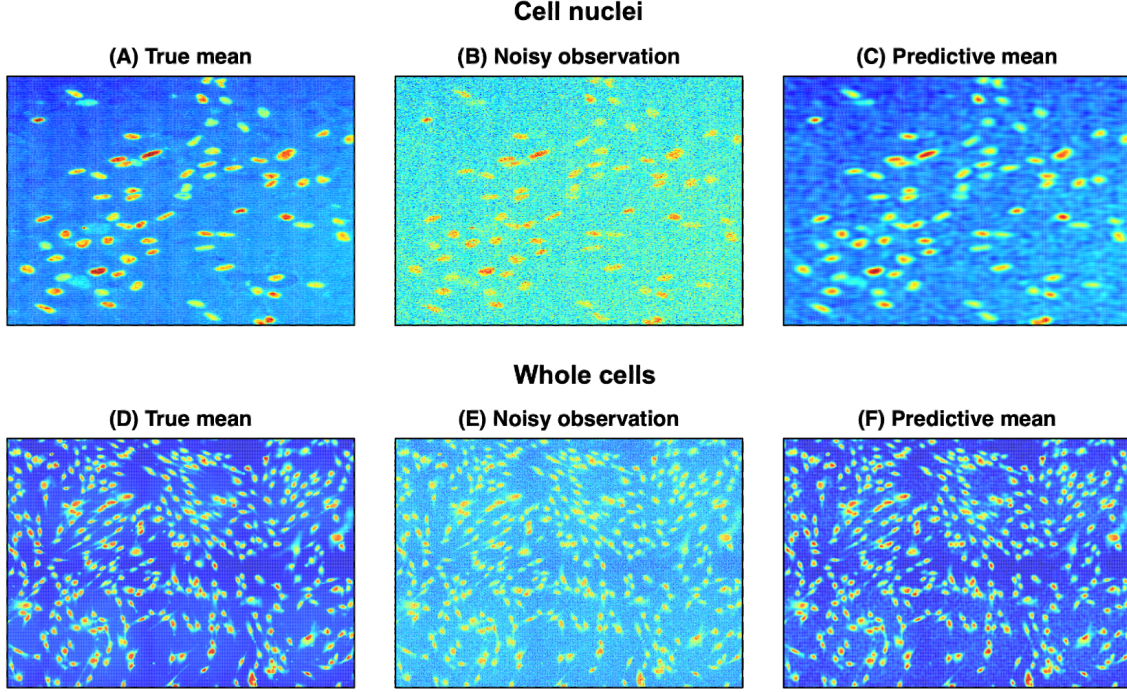 Cell nuclei
(A) True mean
(B) Noisy observation
(C) Predictive mean
Whole cells
(D) True mean
(E) Noisy observation
(F) Predictive mean